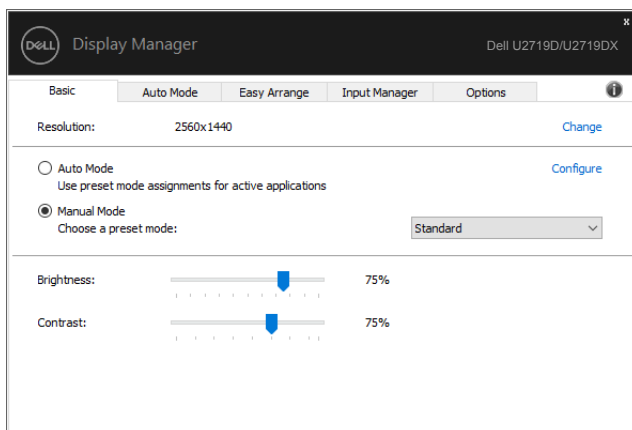 x
DELL Display Manager Dell U2719D/U2719DX
Basic Auto Mode Easy Arrange Input Manager Options i
Resolution: 2560x1440 Change
Auto Mode Configure
Use preset mode assignments for active applications
Manual Mode
Choose a preset mode: Standard
Brightness: 75%
Contrast: 75%